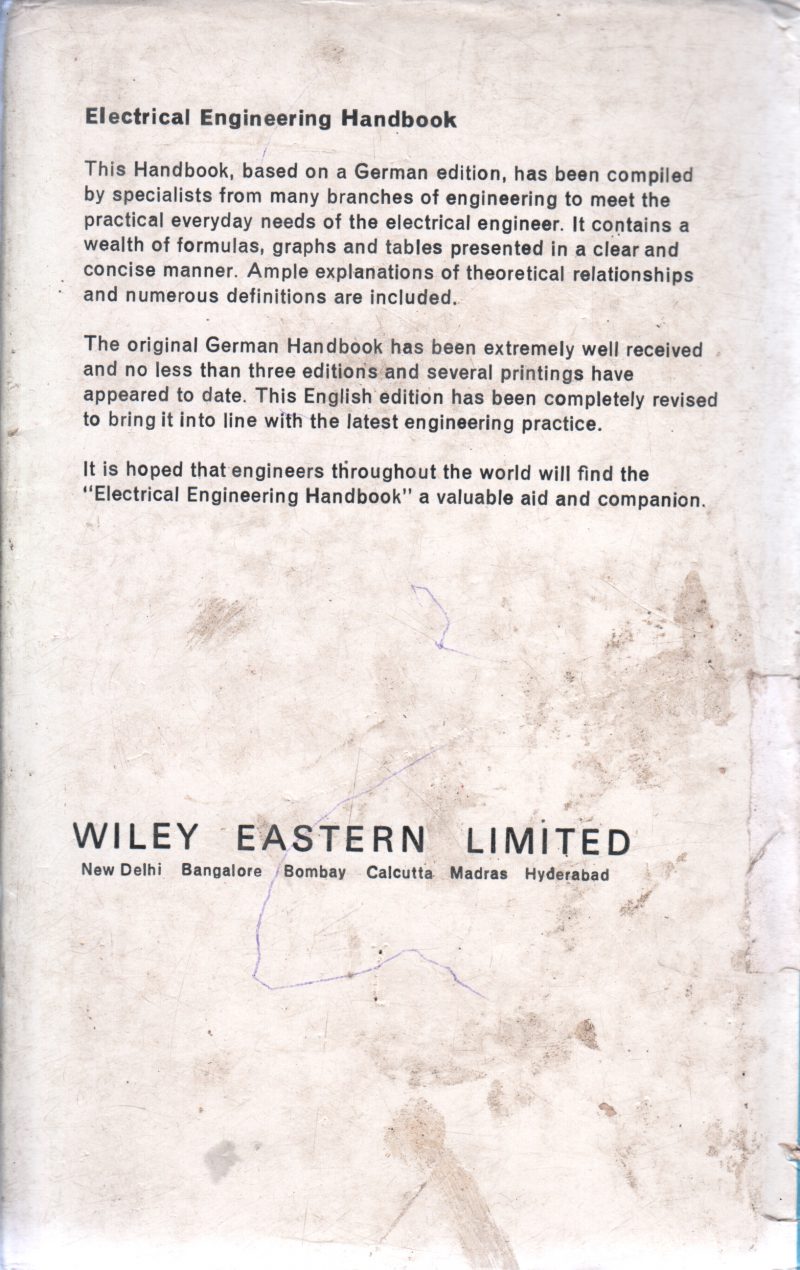 Electrical Engineering Handbook
This Handbook, based on a German edition, has been compiled
by specialists from many branches of engineering to meet the
practical everyday needs of the electrical engineer. It contains a
wealth of formulas, graphs and tables presented in a clear and
concise manner. Ample explanations of theoretical relationships
and numerous definitions are included.
The original German Handbook has been extremely well received
and no less than three editions and several printings have
appeared to date. This English edition has been completely revised
to bring it into line with the latest engineering practice.
It is hoped that engineers throughout the world will find the
"Electrical Engineering Handbook" a valuable aid and companion.
WILEY EASTERN LIMITED
New Delhi Bangalore Bombay Calcutta Madras Hyderabad